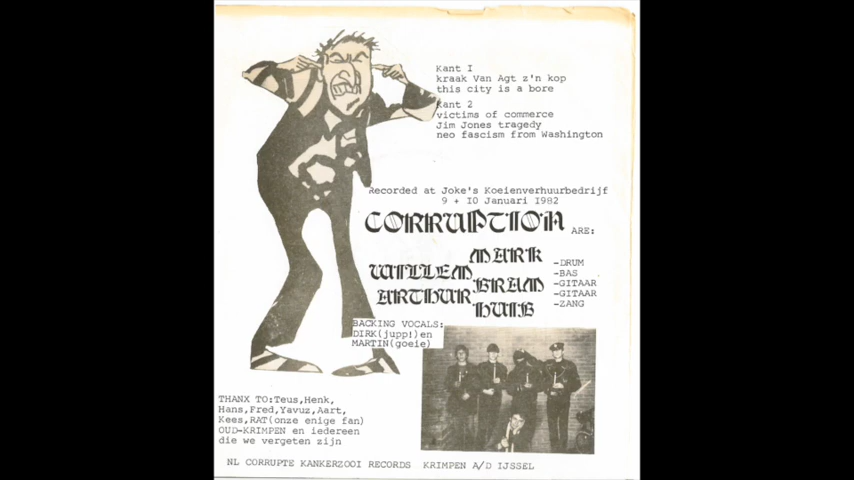 Kant I
kraak Van Agt z'n kop
this city is a bore
Kant 2
victims of commerce
Jim Jones tragedy
neo fascism from Washington
Recorded at Joke's Koeienverhuurbedrijf
9 + 10 Januari 1982
CORRUPTION ARE:
MARK -DRUM
WILLEM -BAS
BRAM -GITAAR
ARTHUR -GITAAR
HUIB -ZANG
BACKING VOCALS:
DIRK(jupp!)en
MARTIN(goeie)
THANX TO:Teus,Henk,
Hans,Fred,Yavuz,Aart,
Kees,RAT(onze enige fan)
OUD-KRIMPEN en iedereen
die we vergeten zijn
NL CORRUPTE KANKERZOOI RECORDS KRIMPEN A/D IJSSEL